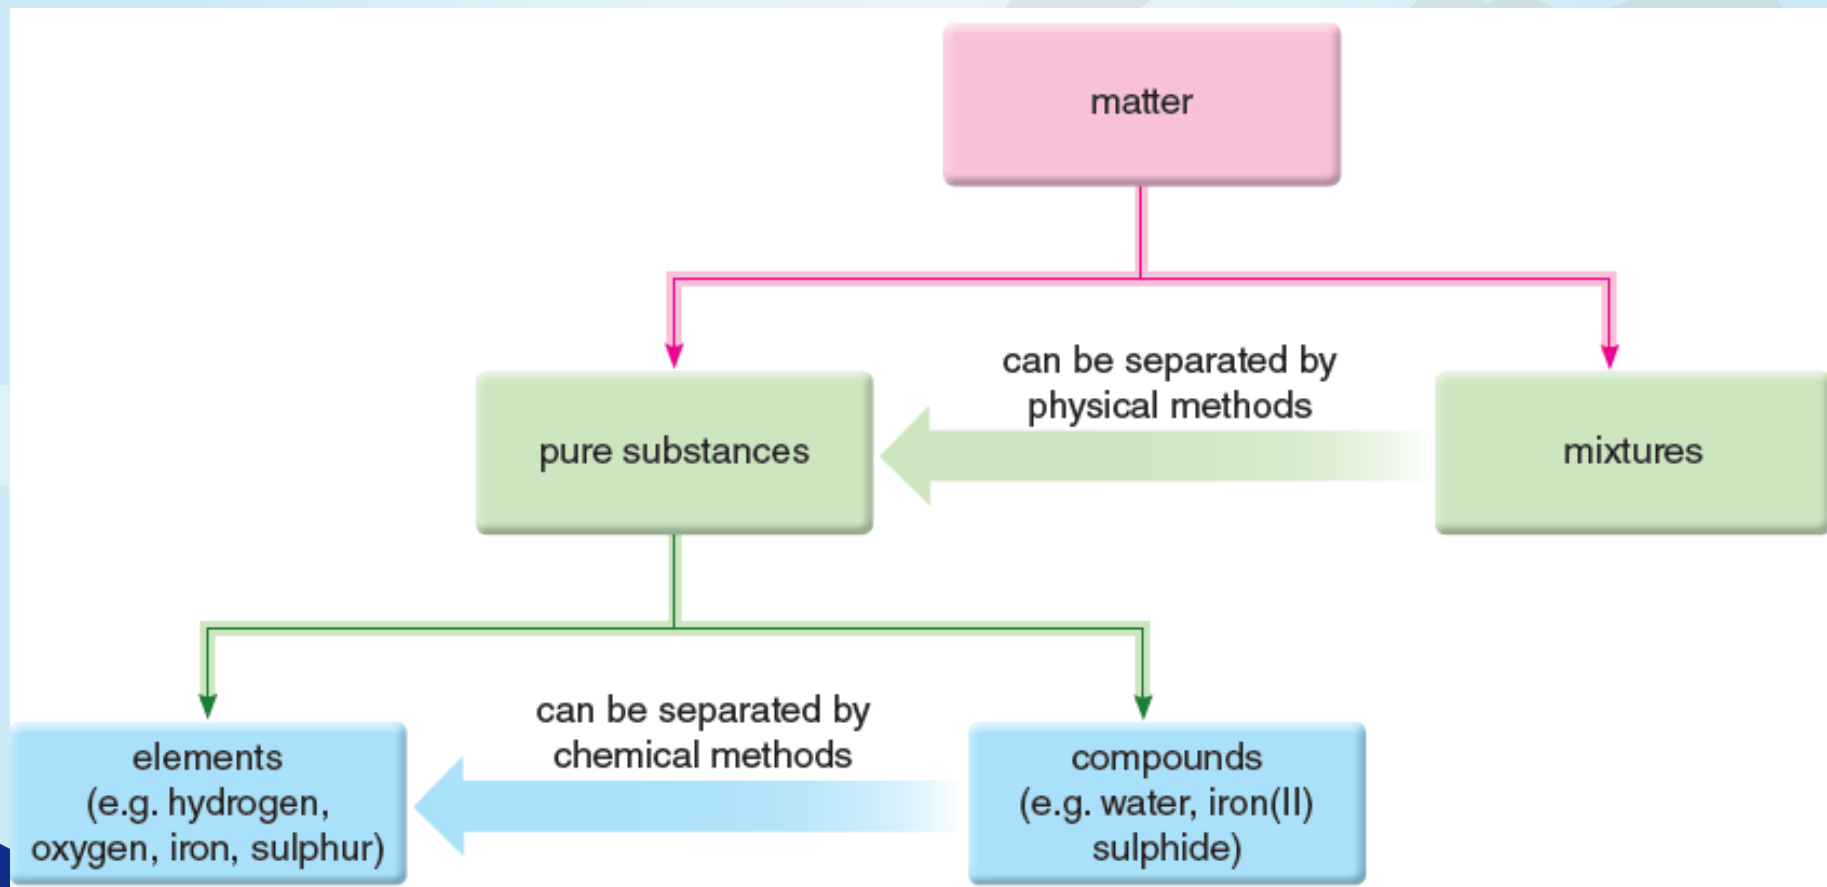 matter
can be separated by
physical methods
pure substances
mixtures
can be separated by
chemical methods
elements
(e.g. hydrogen,
oxygen, iron, sulphur)
compounds
(e.g. water, iron(II)
sulphide)